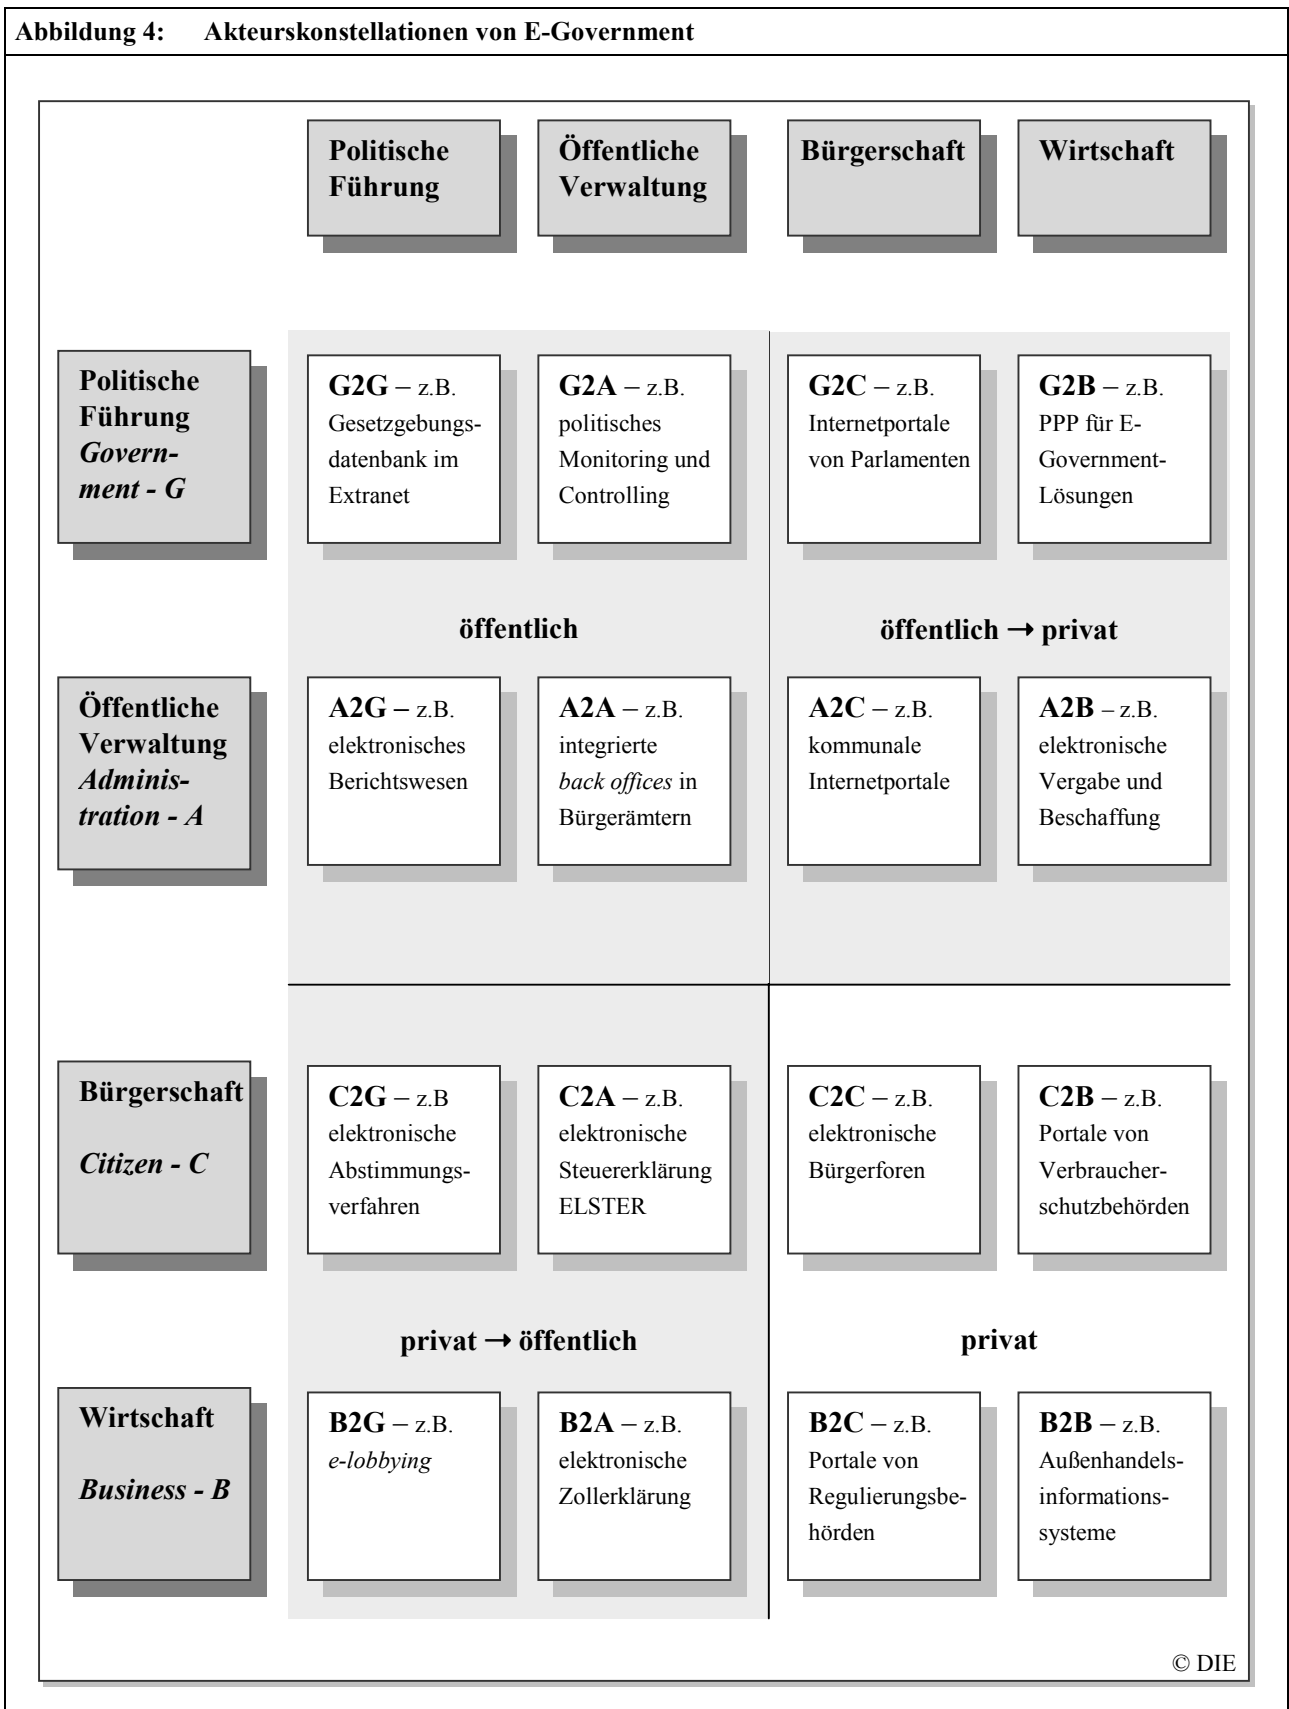 Abbildung 4: Akteurskonstellationen von E-Government
Politische
Führung
Öffentliche
Verwaltung
Bürgerschaft
Wirtschaft
Politische
Führung
Govern-
ment - G
G2G – z.B.
Gesetzgebungs-
datenbank im
Extranet
G2A – z.B.
politisches
Monitoring und
Controlling
G2C – z.B.
Internetportale
von Parlamenten
G2B – z.B.
PPP für E-
Government-
Lösungen
öffentlich
öffentlich → privat
Öffentliche
Verwaltung
Adminis-
tration - A
A2G – z.B.
elektronisches
Berichtswesen
A2A – z.B.
integrierte
back offices in
Bürgerämtern
A2C – z.B.
kommunale
Internetportale
A2B – z.B.
elektronische
Vergabe und
Beschaffung
Bürgerschaft
Citizen - C
C2G – z.B
elektronische
Abstimmungs-
verfahren
C2A – z.B.
elektronische
Steuererklärung
ELSTER
C2C – z.B.
elektronische
Bürgerforen
C2B – z.B.
Portale von
Verbraucher-
schutzbehörden
privat → öffentlich
privat
Wirtschaft
Business - B
B2G – z.B.
e-lobbying
B2A – z.B.
elektronische
Zollerklärung
B2C – z.B.
Portale von
Regulierungsbe-
hörden
B2B – z.B.
Außenhandels-
informations-
systeme
© DIE